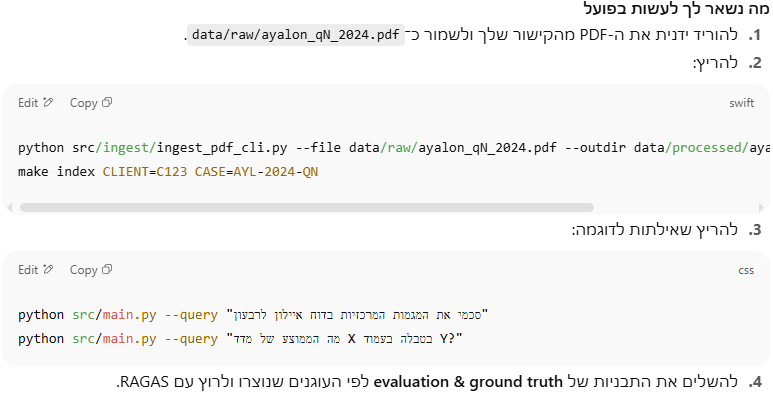 מה נשאר לך לעשות בפועל
1. להוריד ידנית את ה-PDF מהקישור שלך ולשמור כ־data/raw/ayalon_qN_2024.pdf.
2. להריץ:
swift
Copy
Edit
python src/ingest/ingest_pdf_cli.py --file data/raw/ayalon_qN_2024.pdf --outdir data/processed/aya
make index CLIENT=C123 CASE=AYL-2024-QN
3. להריץ שאילתות לדוגמה:
css
Copy
Edit
python src/main.py --query "סכמי את המגמות המרכזיות בדוח איילון לרבעון"
python src/main.py --query "מה הממוצע של מדד X בטבלה בעמוד Y?"
4. להשלים את התבניות של evaluation & ground truth לפי העוגנים שנוצרו ולרוץ עם RAGAS.